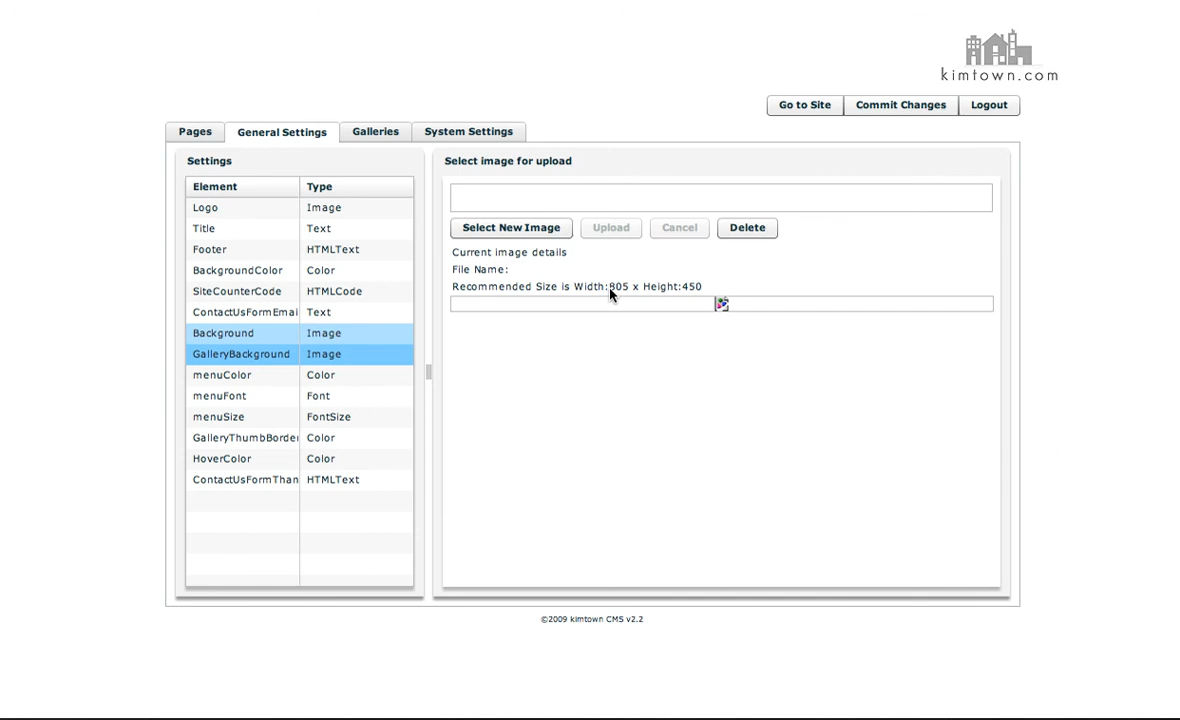 kimtown.com
Go to Site Commit Changes Logout
Pages General Settings Galleries System Settings
Settings
Element Type
Logo Image
Title Text
Footer HTMLText
BackgroundColor Color
SiteCounterCode HTMLCode
ContactUsFormEmai Text
Background Image
GalleryBackground Image
menuColor Color
menuFont Font
menuSize FontSize
GalleryThumbBorder Color
HoverColor Color
ContactUsFormThan HTMLText
Select image for upload
Select New Image Upload Cancel Delete
Current image details
File Name:
Recommended Size is Width:805 x Height:450
©2009 kimtown CMS v2.2